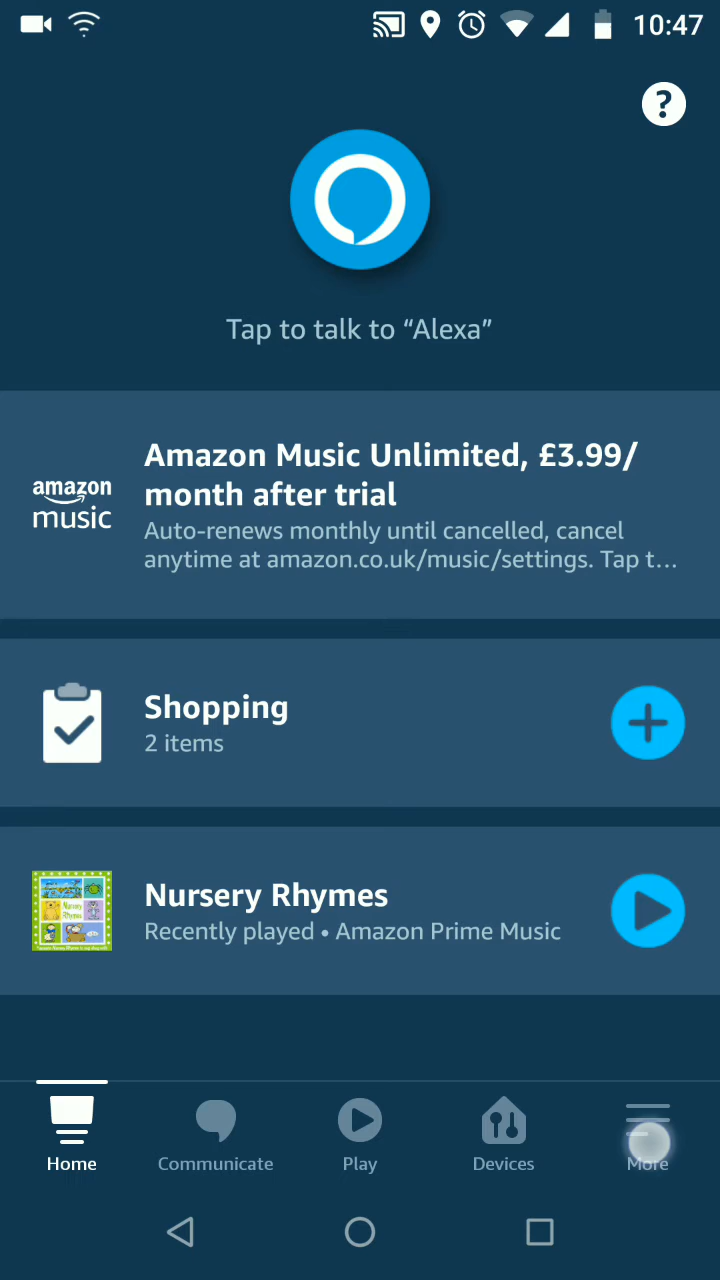 10:47
?
Tap to talk to “Alexa”
Amazon Music Unlimited, £3.99/
month after trial
amazon
music
Auto-renews monthly until cancelled, cancel
anytime at amazon.co.uk/music/settings. Tap t...
Shopping
2 items
Nursery Rhymes
Recently played • Amazon Prime Music
Nursery
Rhymes
Home
Communicate
Play
Devices
More